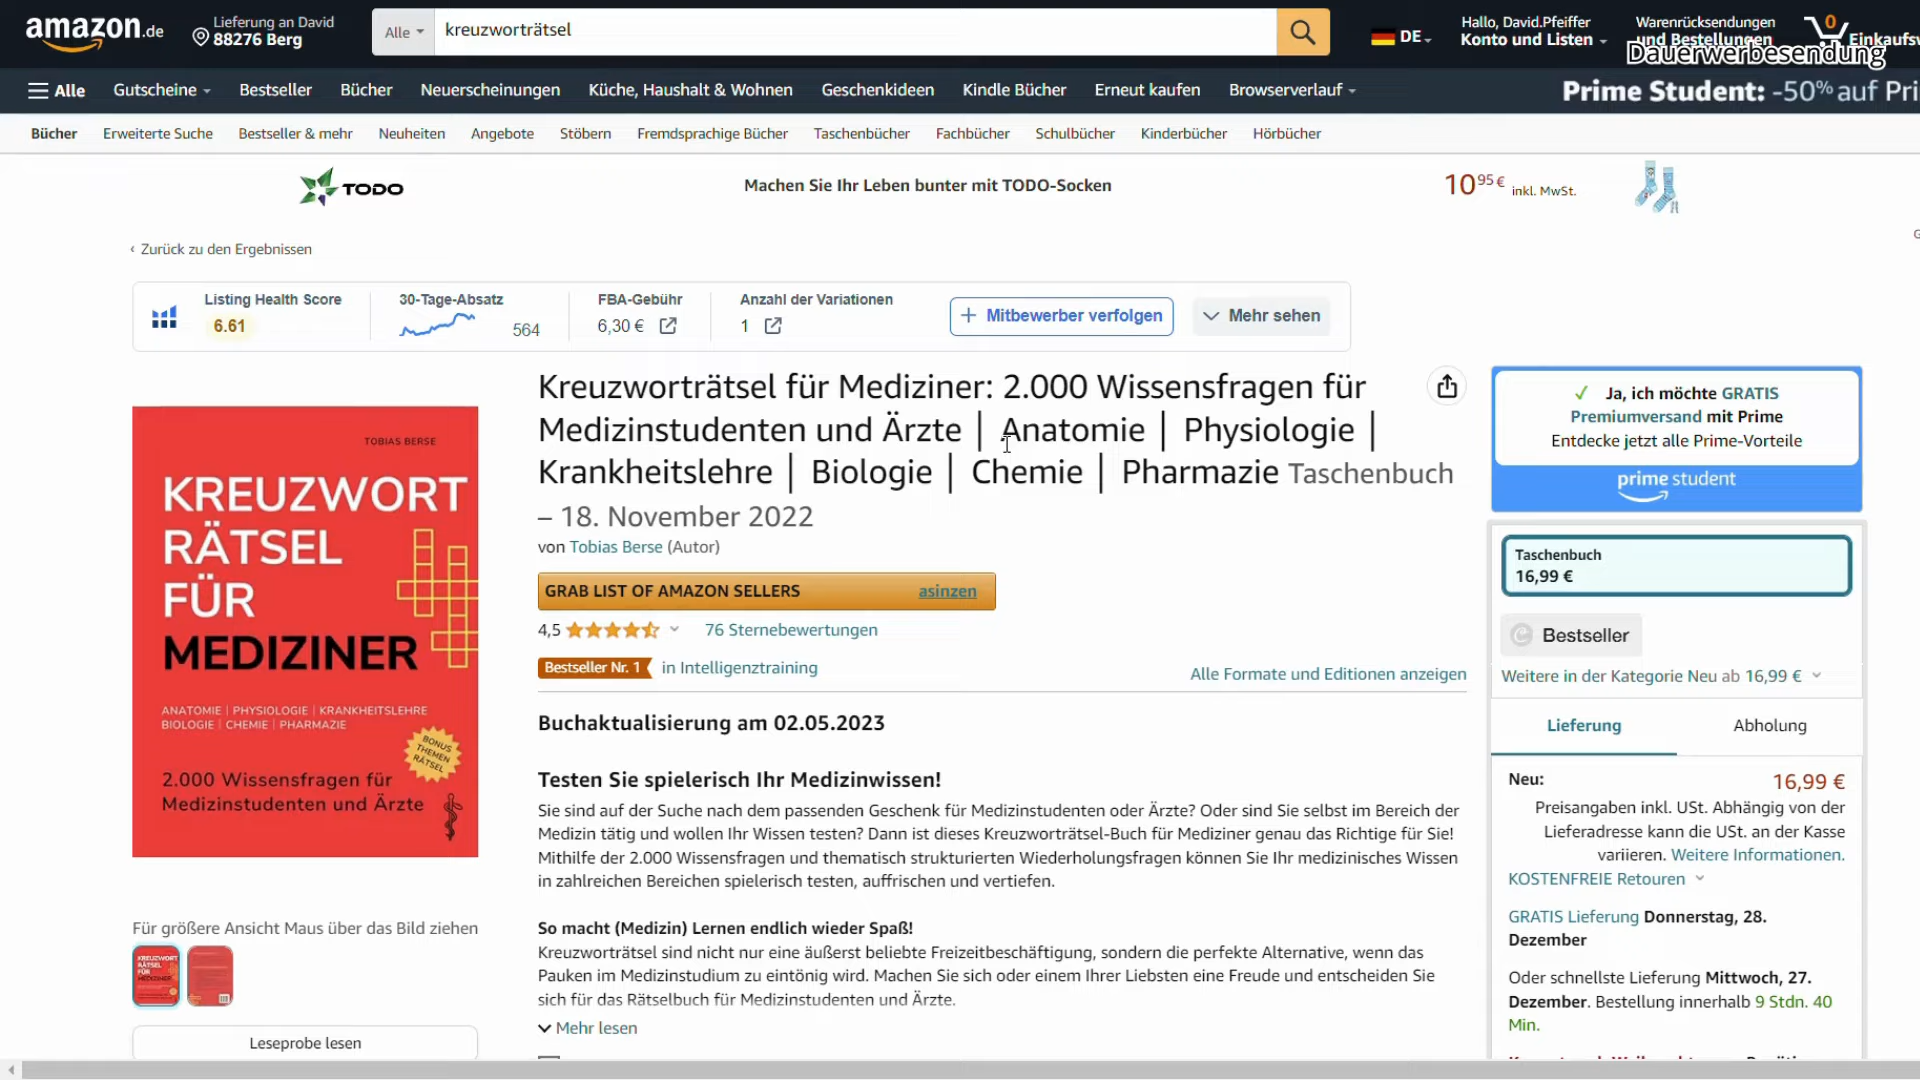 amazon.de
Lieferung an David
88276 Berg
Alle
kreuzworträtsel
DE
Hallo, David.Pfeiffer
Konto und Listen
Warenrücksendungen
und Bestellungen
0
Einkaufsw
Dauerwerbesendung
Alle
Gutscheine
Bestseller
Bücher
Neuerscheinungen
Küche, Haushalt & Wohnen
Geschenkideen
Kindle Bücher
Erneut kaufen
Browserverlauf
Prime Student: -50% auf Pri
Bücher
Erweiterte Suche
Bestseller & mehr
Neuheiten
Angebote
Stöbern
Fremdsprachige Bücher
Taschenbücher
Fachbücher
Schulbücher
Kinderbücher
Hörbücher
TODO
Machen Sie Ihr Leben bunter mit TODO-Socken
10 95 € inkl. MwSt.
G
‹ Zurück zu den Ergebnissen
Listing Health Score
6.61
30-Tage-Absatz
564
FBA-Gebühr
6,30 €
Anzahl der Variationen
1
+ Mitbewerber verfolgen
Mehr sehen
TOBIAS BERSE
KREUZWORT
RÄTSEL
FÜR
MEDIZINER
ANATOMIE | PHYSIOLOGIE | KRANKHEITSLEHRE
BIOLOGIE | CHEMIE | PHARMAZIE
BONUS
THEMEN
RÄTSEL
2.000 Wissensfragen für
Medizinstudenten und Ärzte
Für größere Ansicht Maus über das Bild ziehen
Leseprobe lesen
Kreuzworträtsel für Mediziner: 2.000 Wissensfragen für
Medizinstudenten und Ärzte | Anatomie | Physiologie |
Krankheitslehre | Biologie | Chemie | Pharmazie Taschenbuch
– 18. November 2022
von Tobias Berse (Autor)
GRAB LIST OF AMAZON SELLERS
asinzen
4,5
76 Sternebewertungen
Bestseller Nr. 1
in Intelligenztraining
Alle Formate und Editionen anzeigen
Buchaktualisierung am 02.05.2023
Testen Sie spielerisch Ihr Medizinwissen!
Sie sind auf der Suche nach dem passenden Geschenk für Medizinstudenten oder Ärzte? Oder sind Sie selbst im Bereich der
Medizin tätig und wollen Ihr Wissen testen? Dann ist dieses Kreuzworträtsel-Buch für Mediziner genau das Richtige für Sie!
Mithilfe der 2.000 Wissensfragen und thematisch strukturierten Wiederholungsfragen können Sie Ihr medizinisches Wissen
in zahlreichen Bereichen spielerisch testen, auffrischen und vertiefen.
So macht (Medizin) Lernen endlich wieder Spaß!
Kreuzworträtsel sind nicht nur eine äußerst beliebte Freizeitbeschäftigung, sondern die perfekte Alternative, wenn das
Pauken im Medizinstudium zu eintönig wird. Machen Sie sich oder einem Ihrer Liebsten eine Freude und entscheiden Sie
sich für das Rätselbuch für Medizinstudenten und Ärzte.
Mehr lesen
Ja, ich möchte GRATIS
Premiumversand mit Prime
Entdecke jetzt alle Prime-Vorteile
prime student
Taschenbuch
16,99 €
Bestseller
Weitere in der Kategorie Neu ab 16,99 €
Lieferung
Abholung
Neu:
16,99 €
Preisangaben inkl. USt. Abhängig von der
Lieferadresse kann die USt. an der Kasse
variieren. Weitere Informationen.
KOSTENFREIE Retouren
GRATIS Lieferung Donnerstag, 28.
Dezember
Oder schnellste Lieferung Mittwoch, 27.
Dezember. Bestellung innerhalb 9 Stdn. 40
Min.